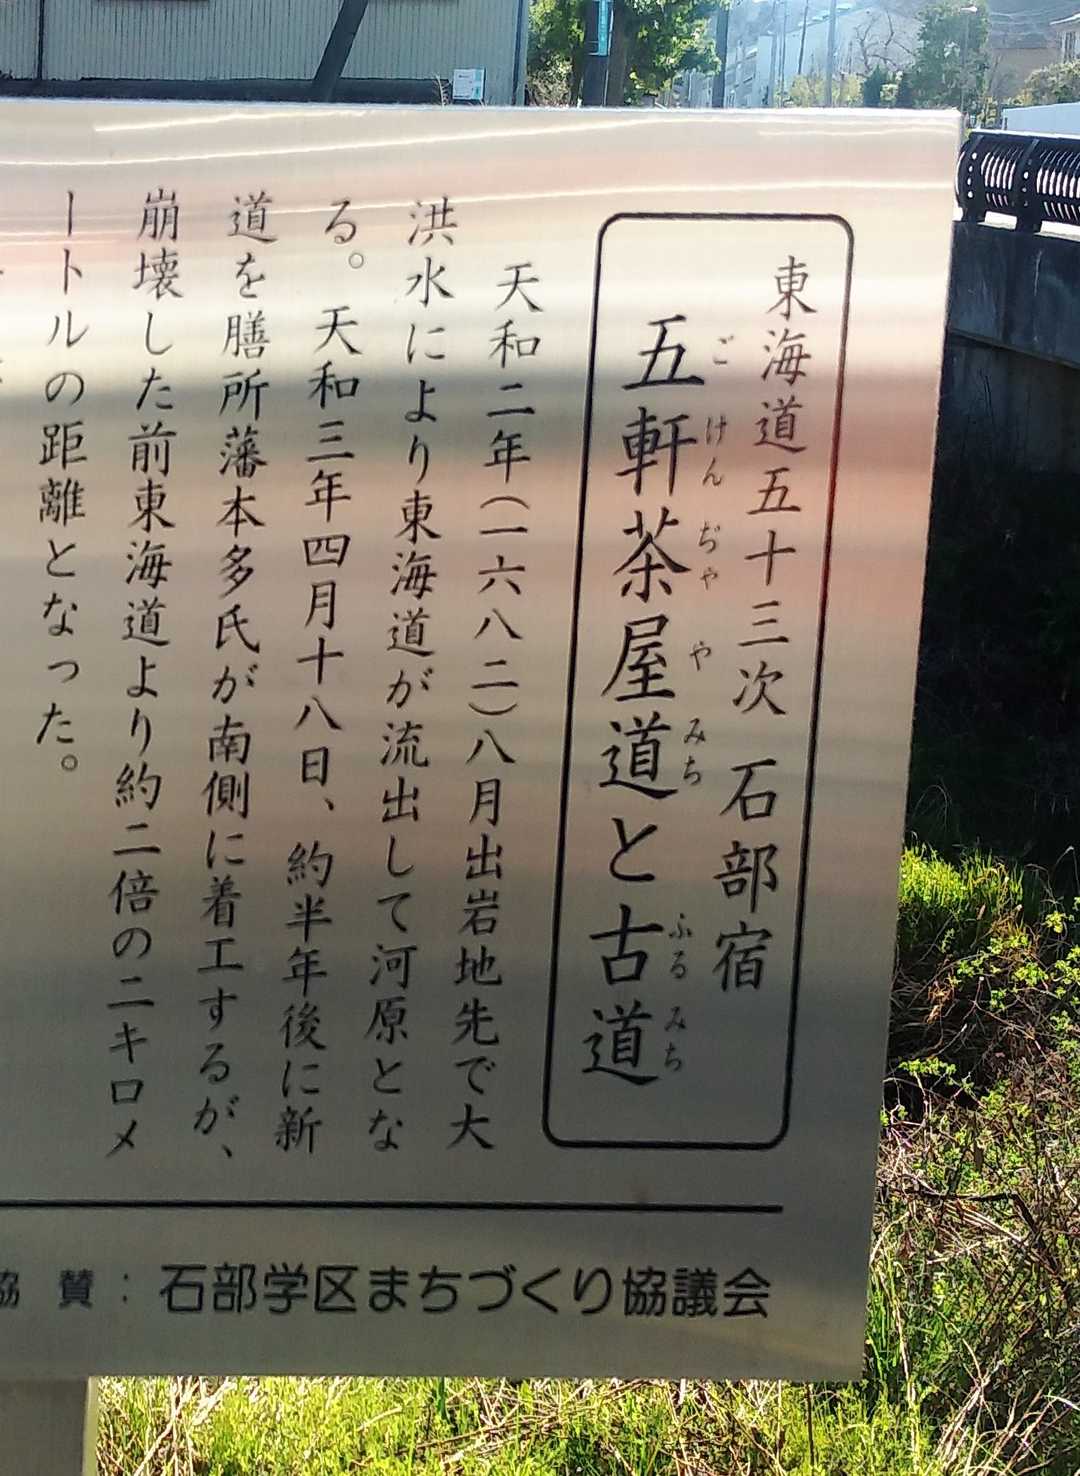 東海道五十三次 石部宿
五軒茶屋道と古道
ごけんぢゃやみち ふるみち
天和二年(一六八二)八月出岩地先で大
洪水により東海道が流出して河原とな
る。天和三年四月十八日、約半年後に新
道を膳所藩本多氏が南側に着工するが、
崩壊した前東海道より約二倍の二キロメ
ートルの距離となった。
協賛:石部学区まちづくり協議会